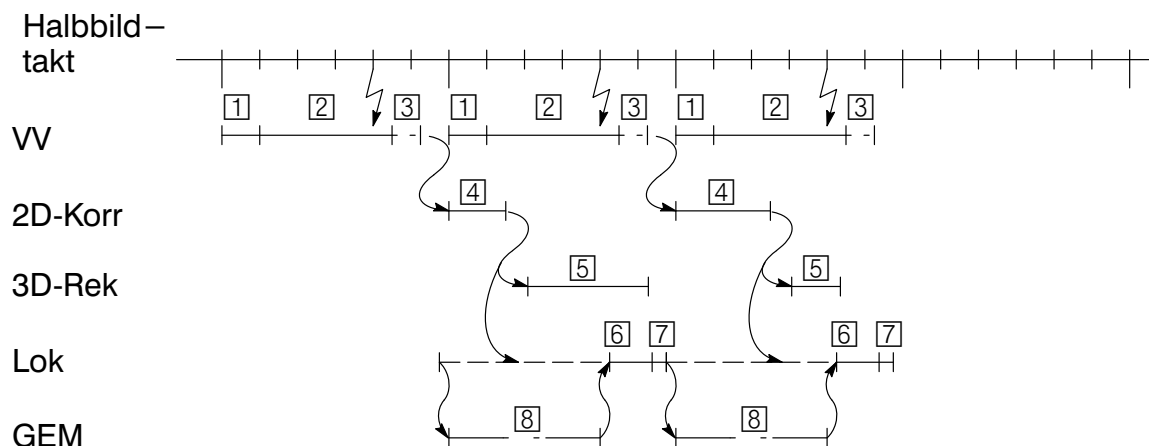 Halbbild–
takt
1 2 3 1 2 3 1 2 3
VV
4 4
2D-Korr
5 5
3D-Rek
6 7 6 7
Lok
8 8
GEM